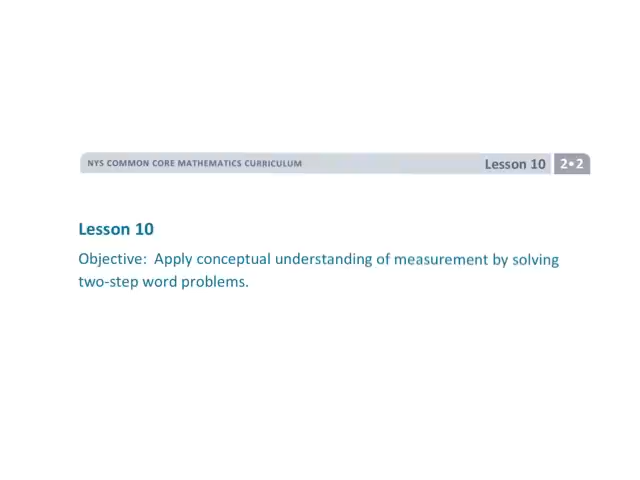 NYS COMMON CORE MATHEMATICS CURRICULUM Lesson 10 2•2
Lesson 10
Objective: Apply conceptual understanding of measurement by solving
two-step word problems.